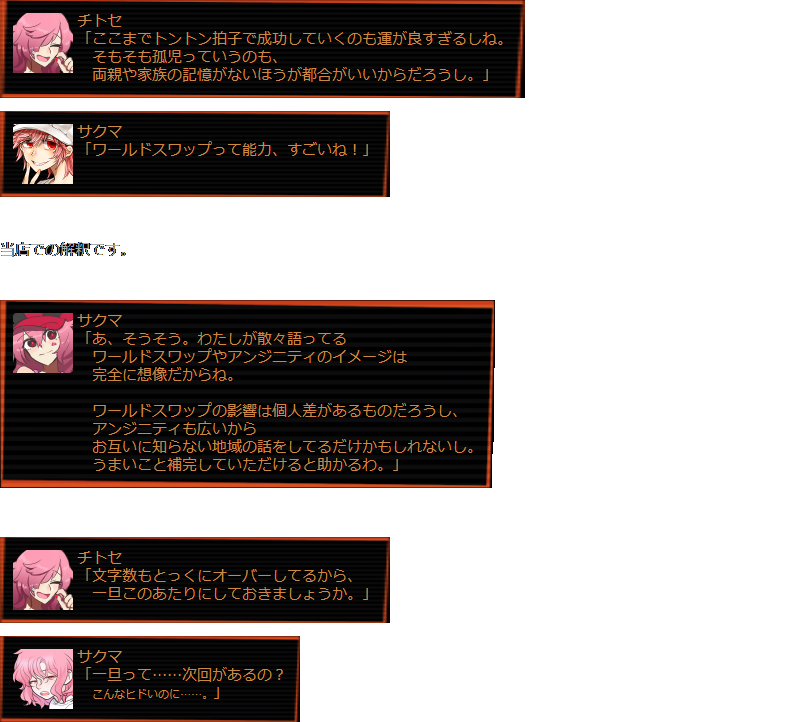 チトセ
「ここまでトントン拍子で成功していくのも運が良すぎるしね。
そもそも孤児っていうのも、
両親や家族の記憶がないほうが都合がいいからだろうし。」
サクマ
「ワールドスワップって能力、すごいね！」
当店での解釈です。
サクマ
「あ、そうそう。わたしが散々語ってる
ワールドスワップやアンジニティのイメージは
完全に想像だからね。
ワールドスワップの影響は個人差があるものだろうし、
アンジニティも広いから
お互いに知らない地域の話をしてるだけかもしれないし。
うまいこと補完していただけると助かるわ。」
チトセ
「文字数もとっくにオーバーしてるから、
一旦このあたりにしておきましょうか。」
サクマ
「一旦って……次回があるの？
こんなヒドいのに……。」